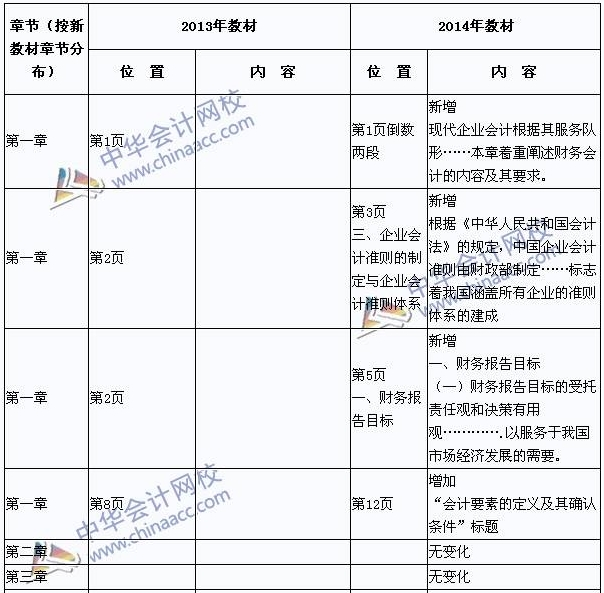 章节（按新
教材章节分
布）
2013年教材
2014年教材
位 置
内 容
位 置
内 容
第一章
第1页
第1页倒数
两段
新增
现代企业会计根据其服务队
形……本章着重阐述财务会
计的内容及其要求。
第一章
第2页
第3页
三、企业会
计准则的制
定与企业会
计准则体系
新增
根据《中华人民共和国会计
法》的规定，中国企业会计
准则由财政部制定……标志
着我国涵盖所有企业的准则
体系的建成
第一章
第2页
第5页
一、财务报
告目标
新增
一、财务报告目标
（一）财务报告目标的受托
责任观和决策有用
观………….以服务于我国
市场经济发展的需要。
第一章
第8页
第12页
增加
“会计要素的定义及其确认
条件”标题
第二章
无变化
第三章
无变化
中华会计网校
www.chinaacc.com
中华会计网校
www.chinaacc.com
中华会计网校
www.chinaacc.com